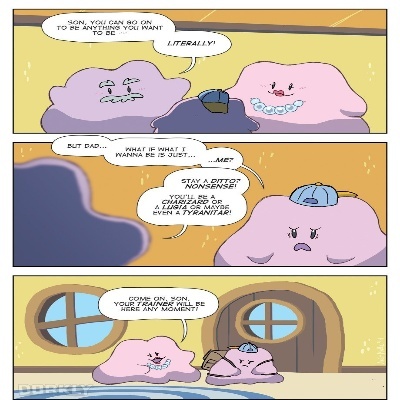 SON, YOU CAN GO ON
TO BE ANYTHING YOU WANT
TO BE ...
LITERALLY!
BUT DAD...
WHAT IF WHAT I
WANNA BE IS JUST...
...ME?
STAY A DITTO?
NONSENSE!
YOU'LL BE A
CHARIZARD OR
A LUGIA OR MAYBE
EVEN A TYRANITAR!
COME ON, SON.
YOUR TRAINER WILL BE
HERE ANY MOMENT!
DORKLY